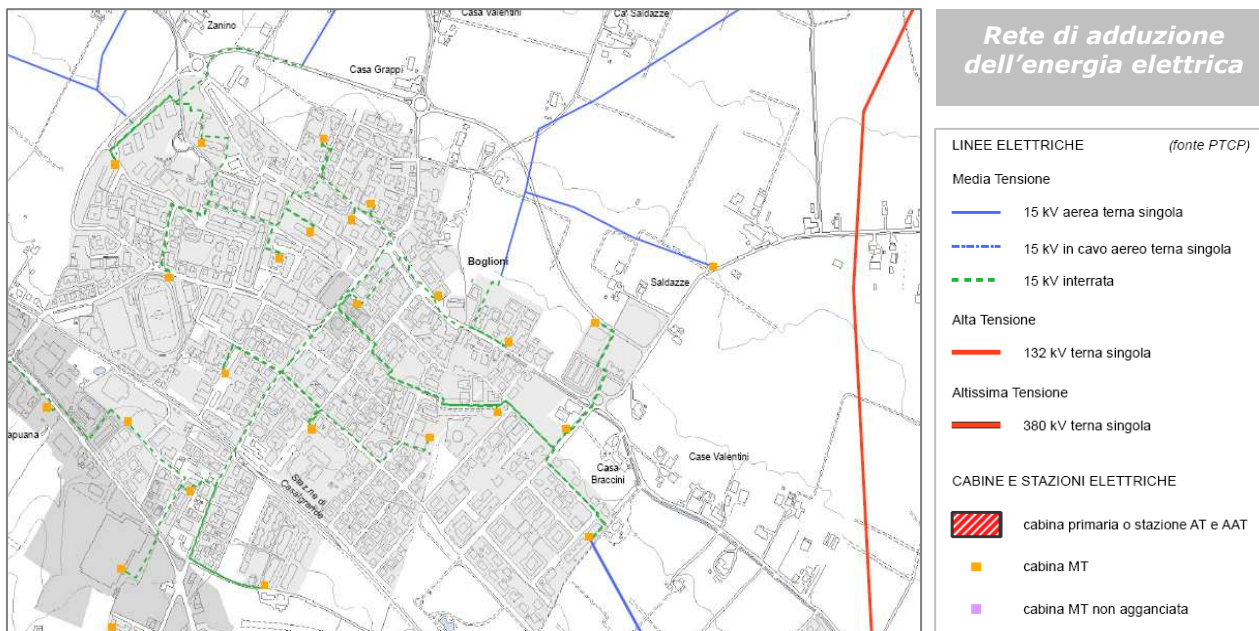 Zanino
Casa Valentini
Ca' Saldazze
Casa Grappi
Boglioni
Saldazze
Case Valentini
Casa
Braccini
Stazione di
Casalgrande
apuana
Rete di adduzione
dell'energia elettrica
LINEE ELETTRICHE (fonte PTCP)
Media Tensione
15 kV aerea terna singola
15 kV in cavo aereo terna singola
15 kV interrata
Alta Tensione
132 kV terna singola
Altissima Tensione
380 kV terna singola
CABINE E STAZIONI ELETTRICHE
cabina primaria o stazione AT e AAT
cabina MT
cabina MT non agganciata